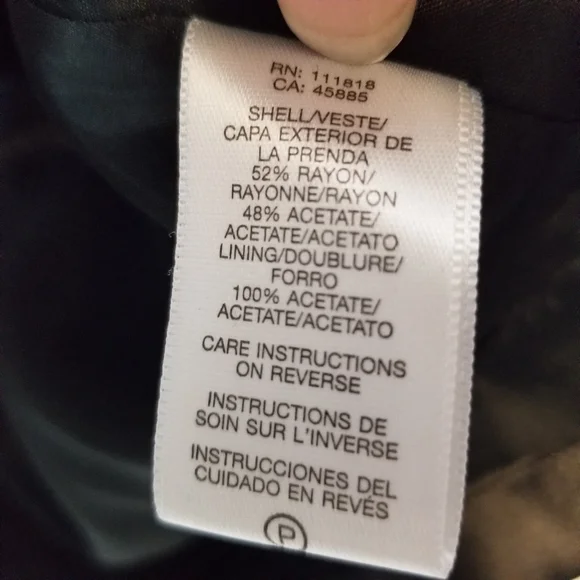 RN: 111818
CA: 45885
SHELL/VESTE/
CAPA EXTERIOR DE
LA PRENDA
52% RAYON/
RAYONNE/RAYON
48% ACETATE/
ACETATE/ACETATO
LINING/DOUBLURE/
FORRO
100% ACETATE/
ACETATE/ACETATO
CARE INSTRUCTIONS
ON REVERSE
INSTRUCTIONS DE
SOIN SUR L'INVERSE
INSTRUCCIONES DEL
CUIDADO EN REVÉS
P